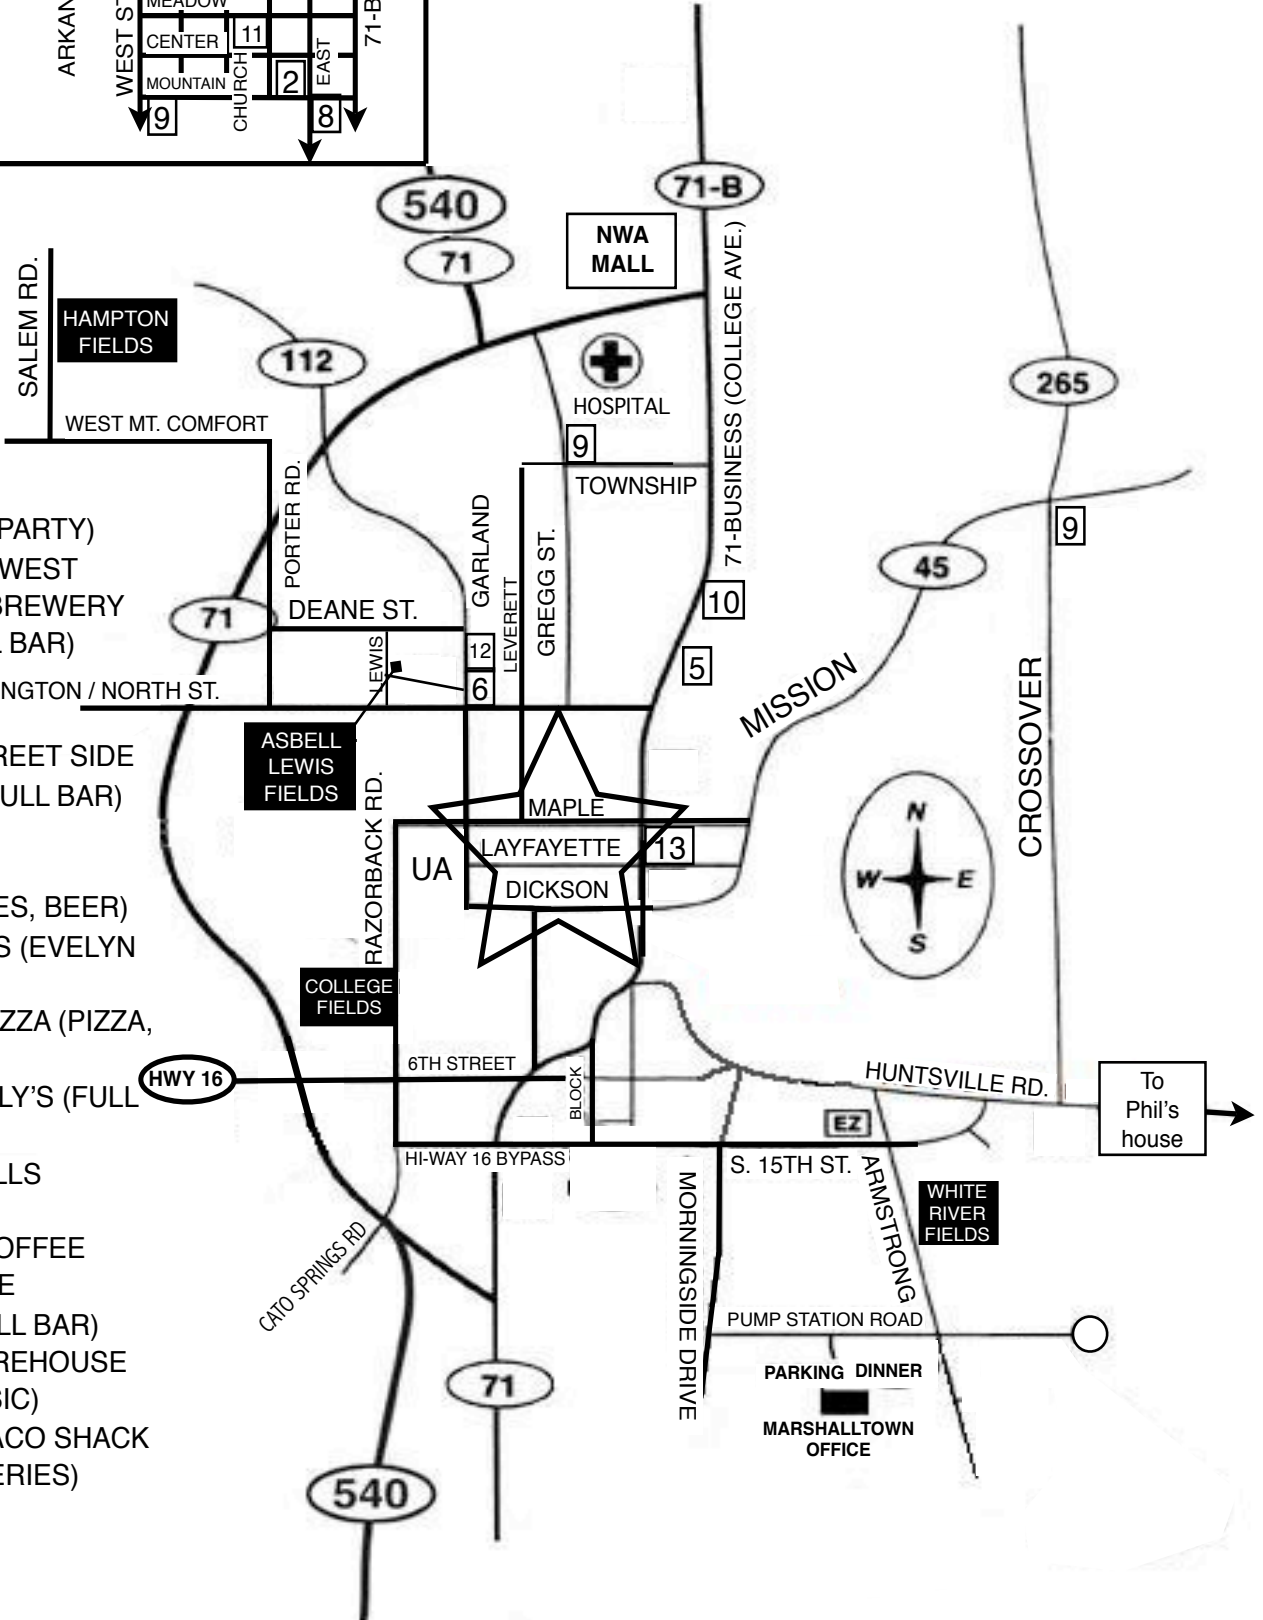 MEADOW
ARKAN
WEST ST
71-B
CENTER
11
CHURCH
EAST
MOUNTAIN
2
9
8
540
71-B
71
NWA
MALL
71-BUSINESS (COLLEGE AVE.)
SALEM RD.
HAMPTON
FIELDS
112
HOSPITAL
265
WEST MT. COMFORT
9
TOWNSHIP
PORTER RD.
GARLAND
GREGG ST.
LEVERETT
9
45
PARTY)
WEST
BREWERY
BAR)
71
DEANE ST.
10
12
LEWIS
5
6
NGTON / NORTH ST.
MISSION
CROSSOVER
ASBELL
LEWIS
FIELDS
REET SIDE
ULL BAR)
RAZORBACK RD.
MAPLE
UA
LAYFAYETTE
13
DICKSON
N
W
E
S
ES, BEER)
S (EVELYN
COLLEGE
FIELDS
ZZA (PIZZA,
HWY 16
6TH STREET
BLOCK
HUNTSVILLE RD.
To
Phil's
house
LY'S (FULL
EZ
HI-WAY 16 BYPASS
S. 15TH ST.
ARMSTRONG
LLS
MORNINGSIDE DRIVE
WHITE
RIVER
FIELDS
CATO SPRINGS RD
OFFEE
E
LL BAR)
PUMP STATION ROAD
REHOUSE
PARKING DINNER
71
SIC)
MARSHALLTOWN
OFFICE
ACO SHACK
ERIES)
540